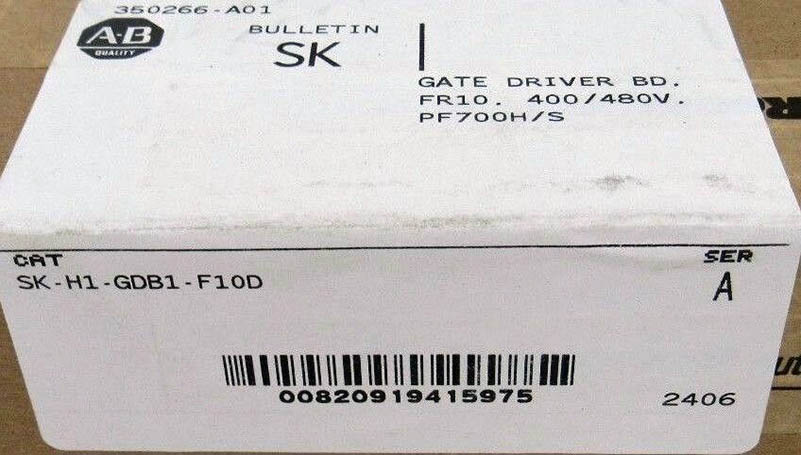 350266-A01
A-B
QUALITY
BULLETIN
SK
GATE DRIVER BD.
FR10. 400/480V.
PF700H/S
CAT
SK-H1-GDB1-F10D
SER
A
00820919415975
2406